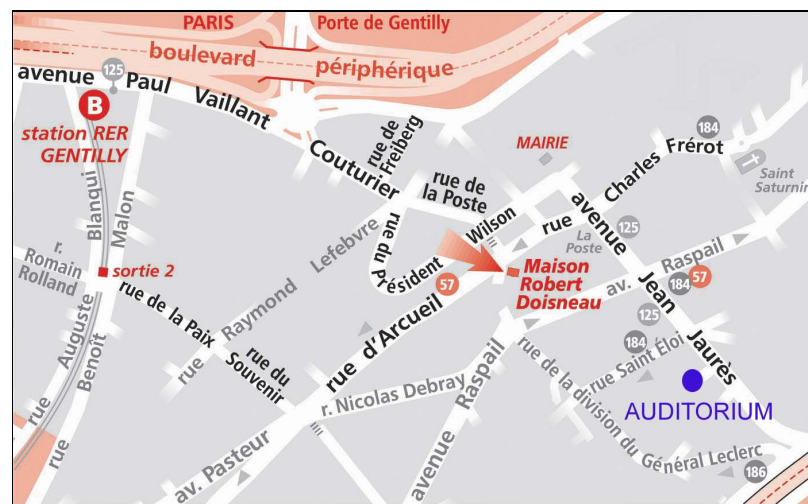 PARIS
Porte de Gentilly
boulevard périphérique
125
avenue Paul Vaillant Couturier
B
station RER
GENTILLY
rue de Freiberg
MAIRIE
184
Charles Frérot
rue
Saint
Saturnin
rue de
la Poste
Wilson
rue du Président
avenue Jean Jaurès
125
La
Poste
rue Auguste Blanqui
rue Benoît Malon
r.
Romain
Rolland
sortie 2
rue Raymond Lefebvre
57
Maison
Robert
Doisneau
av. Raspail
184
57
125
rue de la Paix
rue du
Souvenir
rue d'Arcueil
184
rue Saint Éloi
r. Nicolas Debray
avenue Raspail
rue de la division du Général Leclerc
AUDITORIUM
av. Pasteur
186